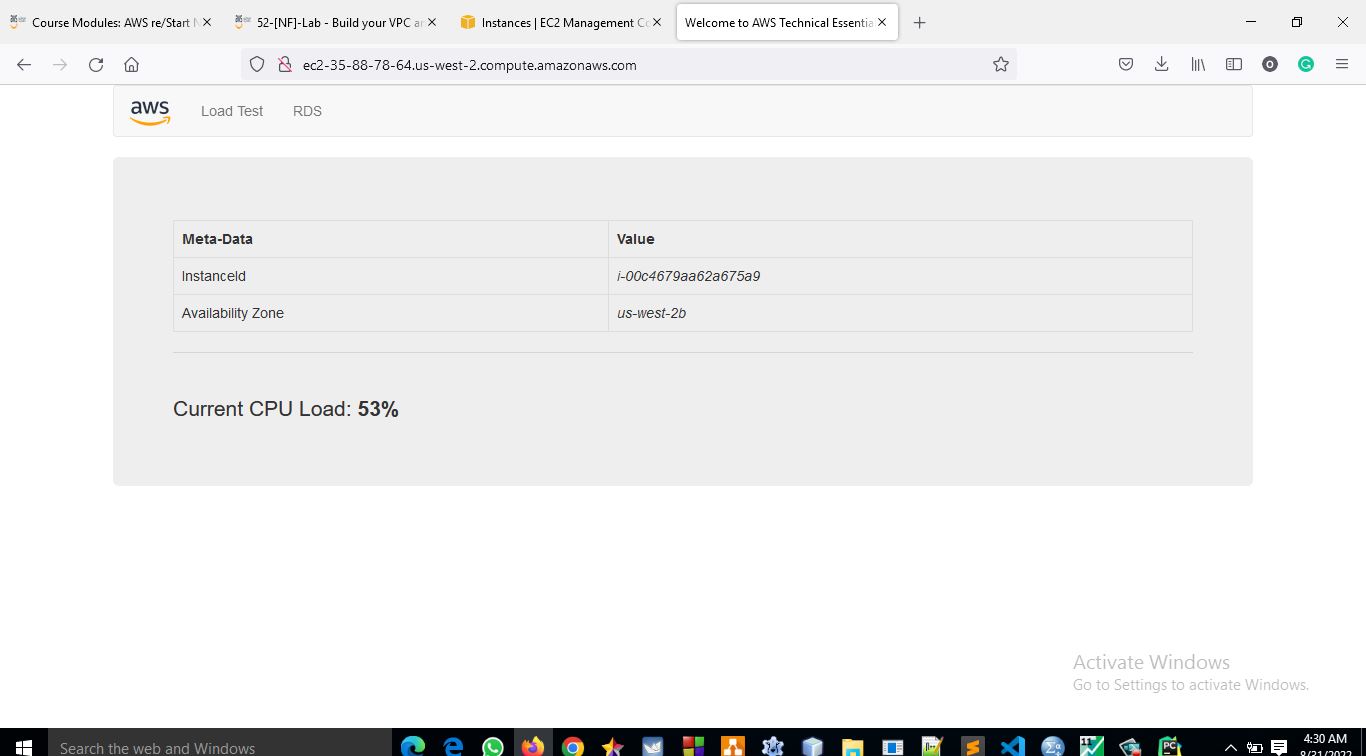 Course Modules: AWS re/Start N
52-[NF]-Lab - Build your VPC an
Instances | EC2 Management Co
Welcome to AWS Technical Essentia
ec2-35-88-78-64.us-west-2.compute.amazonaws.com
aws Load Test RDS
Meta-Data Value
InstanceId i-00c4679aa62a675a9
Availability Zone us-west-2b
Current CPU Load: 53%
Activate Windows
Go to Settings to activate Windows.
Search the web and Windows
4:30 AM
8/31/2022